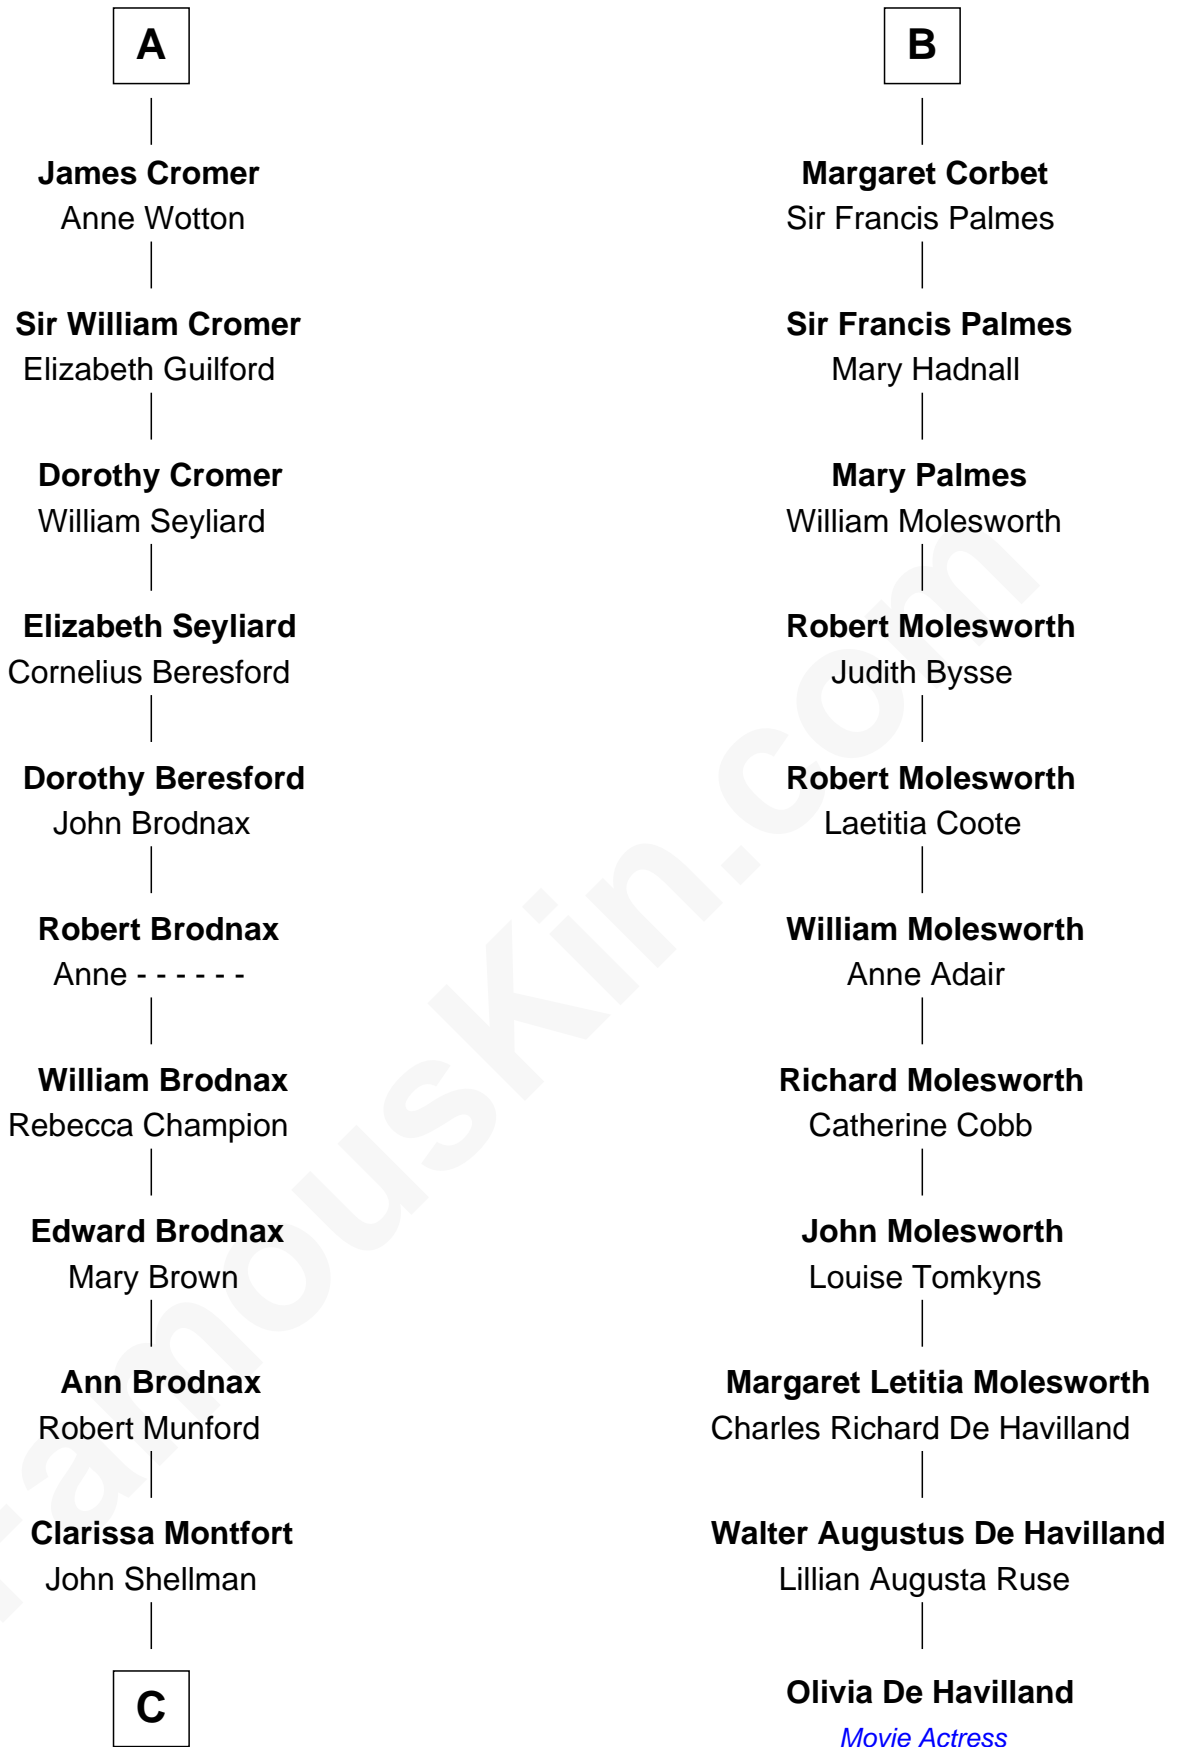 A
James Cromer
Anne Wotton
Sir William Cromer
Elizabeth Guilford
Dorothy Cromer
William Seyliard
Elizabeth Seyliard
Cornelius Beresford
Dorothy Beresford
John Brodnax
Robert Brodnax
Anne - - - - - -
William Brodnax
Rebecca Champion
Edward Brodnax
Mary Brown
Ann Brodnax
Robert Munford
Clarissa Montfort
John Shellman
C
B
Margaret Corbet
Sir Francis Palmes
Sir Francis Palmes
Mary Hadnall
Mary Palmes
William Molesworth
Robert Molesworth
Judith Bysse
Robert Molesworth
Laetitia Coote
William Molesworth
Anne Adair
Richard Molesworth
Catherine Cobb
John Molesworth
Louise Tomkyns
Margaret Letitia Molesworth
Charles Richard De Havilland
Walter Augustus De Havilland
Lillian Augusta Ruse
Olivia De Havilland
Movie Actress
FamousKin.com